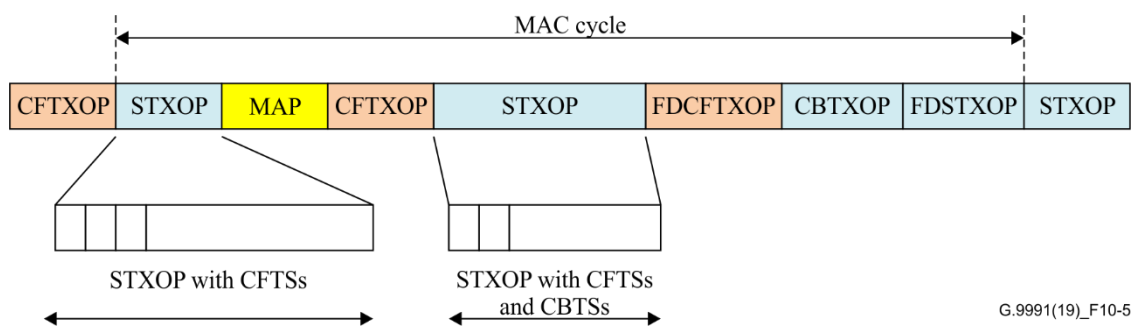 MAC cycle
CFTXOP STXOP MAP CFTXOP STXOP FDCFTXOP CBTXOP FDSTXOP STXOP
STXOP with CFTSs STXOP with CFTSs
and CBTSs
G.9991(19)_F10-5